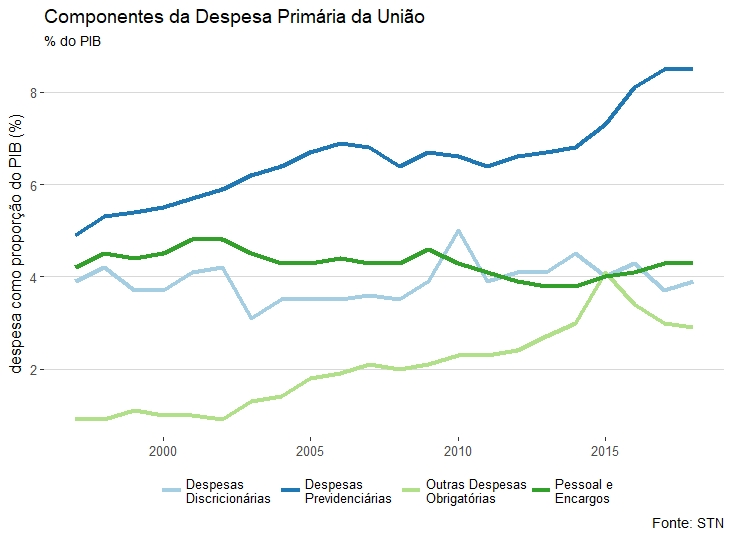 Componentes da Despesa Primária da União
% do PIB
despesa como proporção do PIB (%)
8
6
4
2
2000 2005 2010 2015
Despesas Discricionárias
Despesas Previdenciárias
Outras Despesas Obrigatórias
Pessoal e Encargos
Fonte: STN